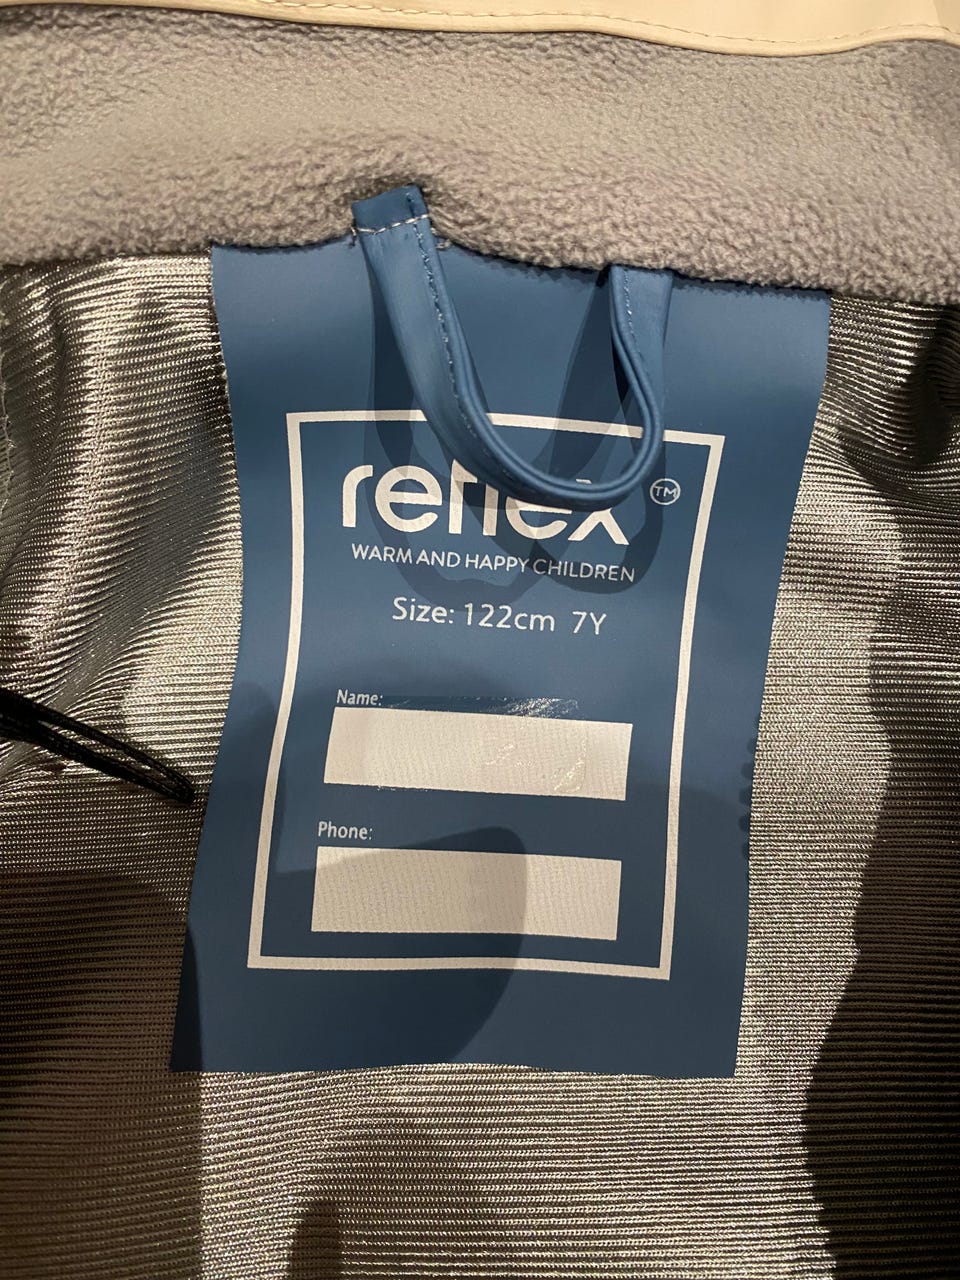 reflex™
WARM AND HAPPY CHILDREN
Size: 122cm 7Y
Name:
Phone: